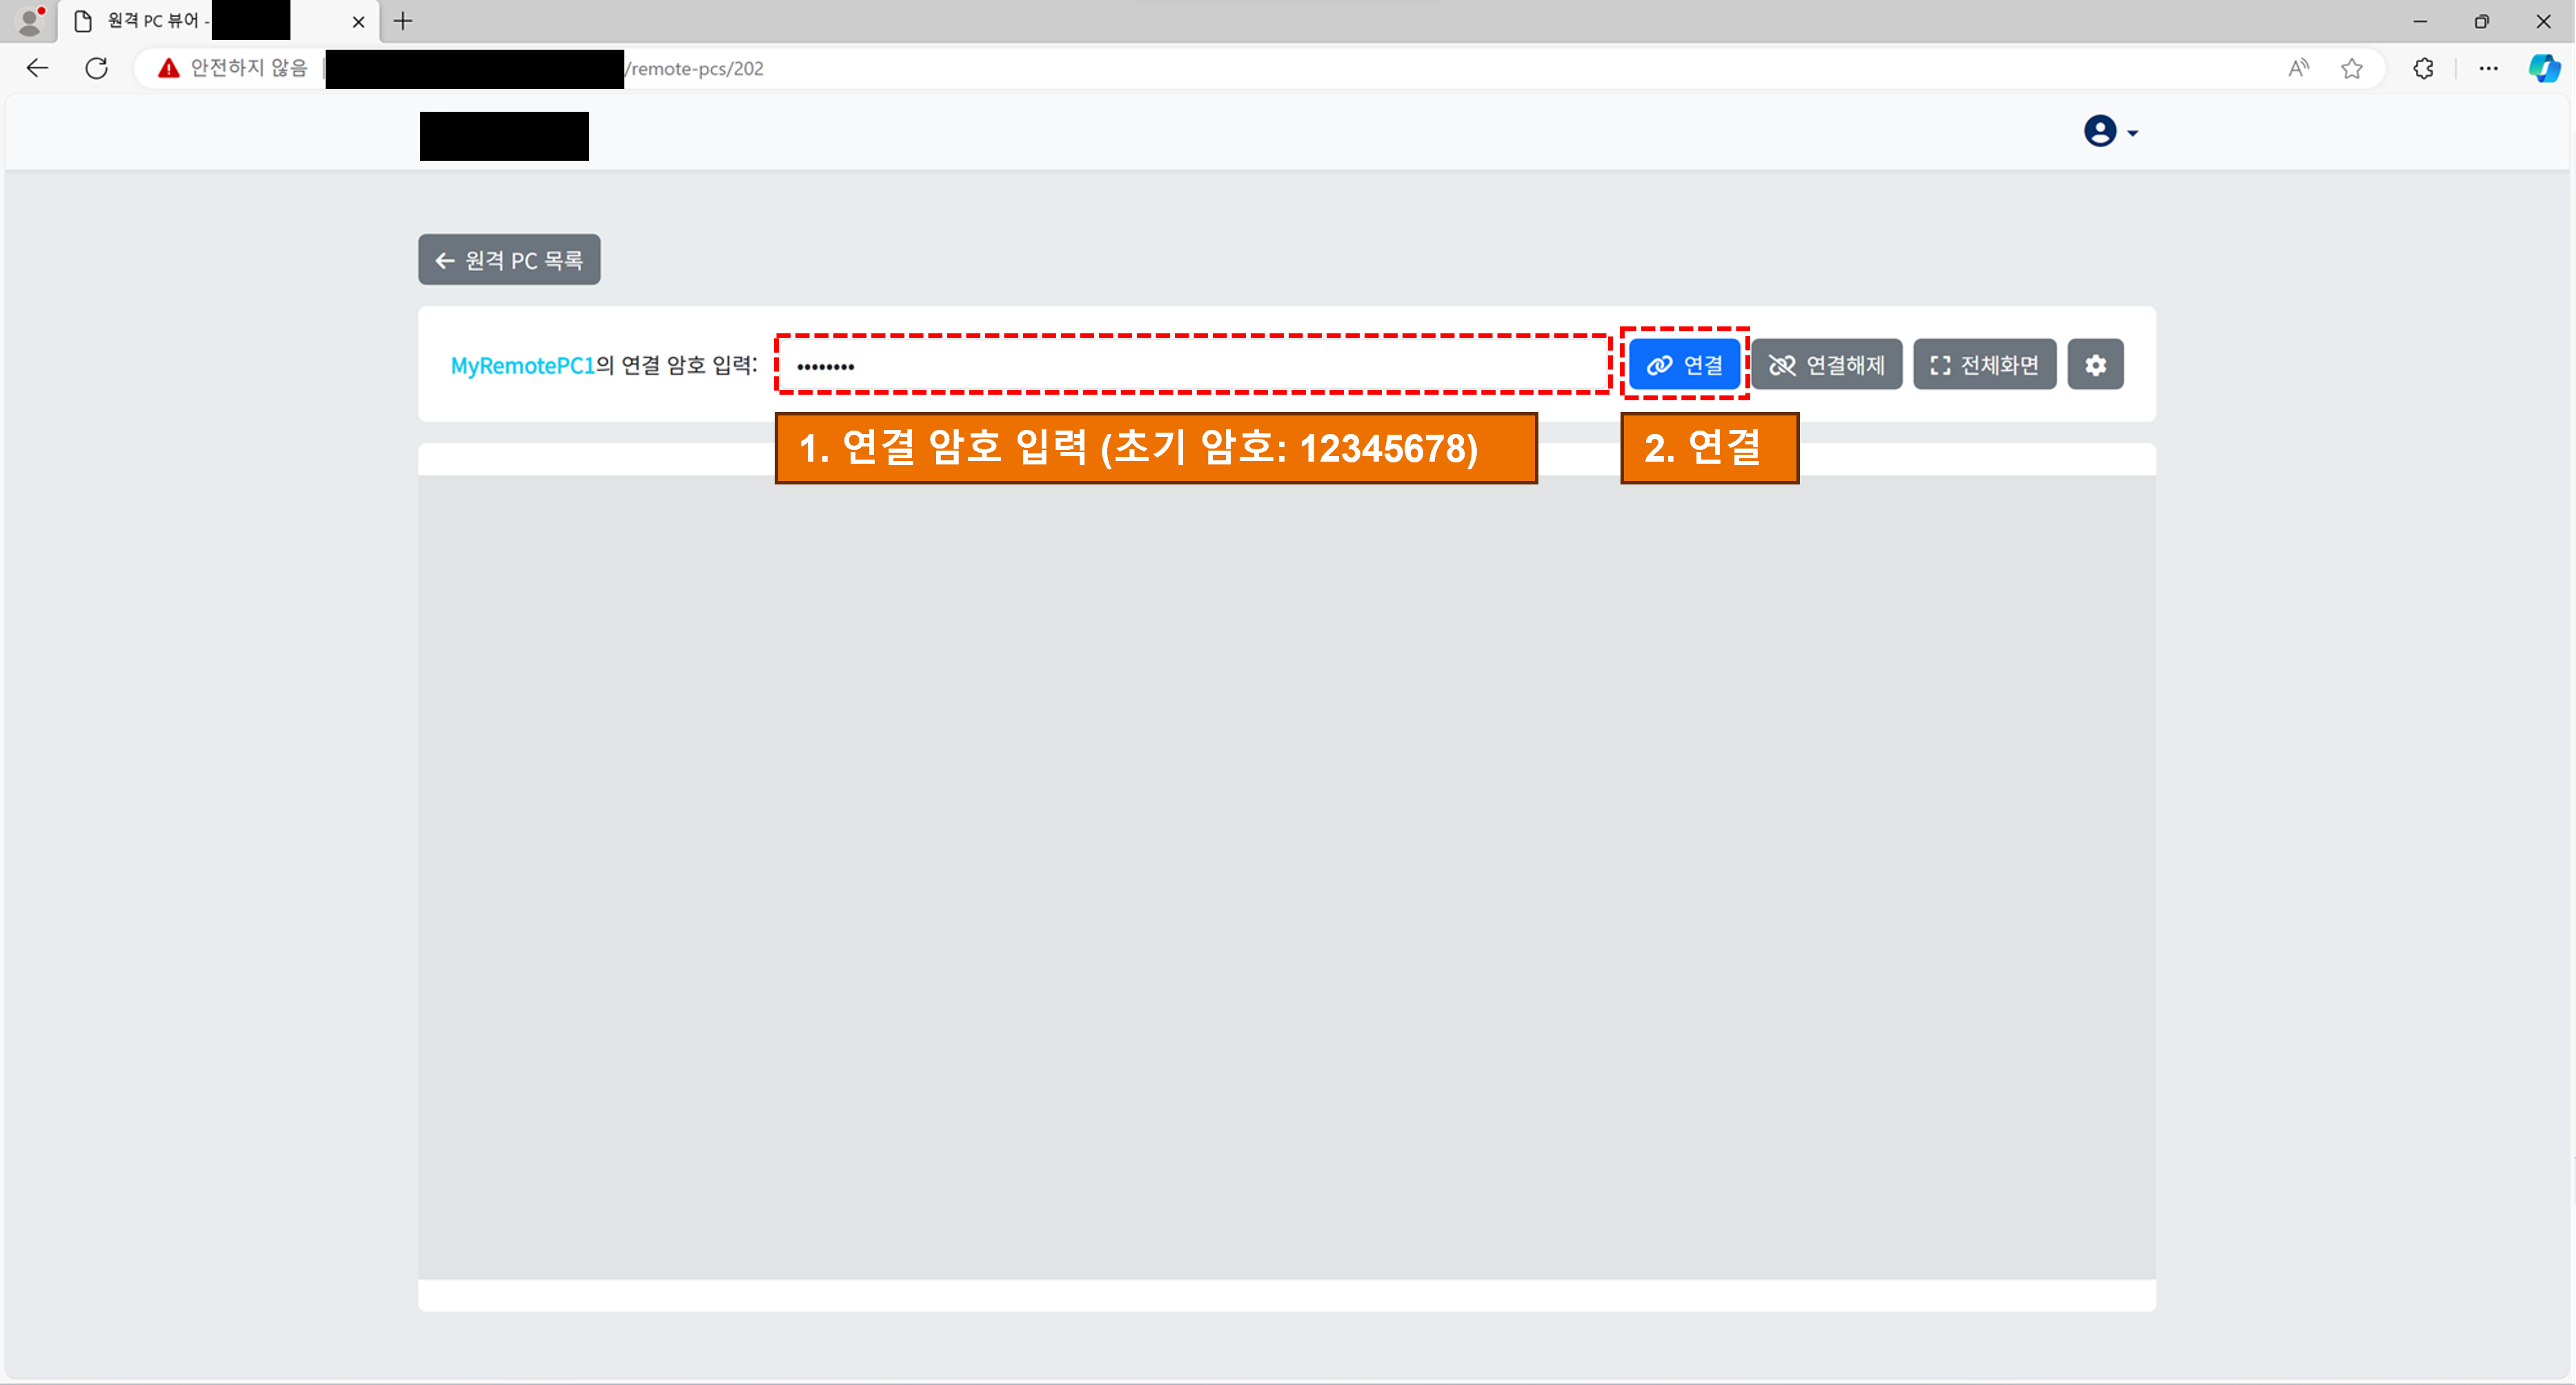 원격 PC 뷰어 -
안전하지 않음 /remote-pcs/202
원격 PC 목록
MyRemotePC1의 연결 암호 입력: •••••••• 연결 연결해제 전체화면
1. 연결 암호 입력 (초기 암호: 12345678) 2. 연결